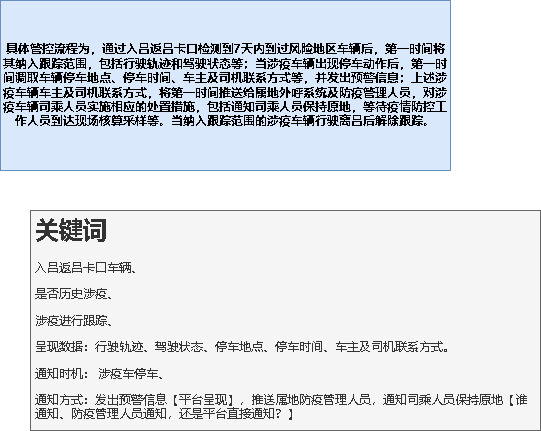 具体管控流程为，通过入吕返吕卡口检测到7天内到过风险地区车辆后，第一时间将
其纳入跟踪范围，包括行驶轨迹和驾驶状态等；当涉疫车辆出现停车动作后，第一时
间调取车辆停车地点、停车时间、车主及司机联系方式等，并发出预警信息；上述涉
疫车辆车主及司机联系方式，将第一时间推送给属地外呼系统及防疫管理人员，对涉
疫车辆司乘人员实施相应的处置措施，包括通知司乘人员保持原地，等待疫情防控工
作人员到达现场核算采样等。当纳入跟踪范围的涉疫车辆行驶离吕后解除跟踪。
关键词
入吕返吕卡口车辆、
是否历史涉疫、
涉疫进行跟踪、
呈现数据：行驶轨迹、驾驶状态、停车地点、停车时间、车主及司机联系方式。
通知时机： 涉疫车停车、
通知方式：发出预警信息【平台呈现】，推送属地防疫管理人员，通知司乘人员保持原地【谁
通知、防疫管理人员通知，还是平台直接通知？】